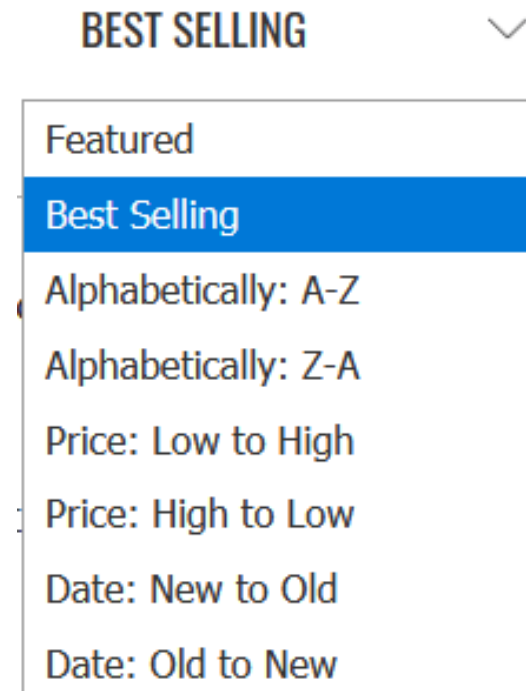 BEST SELLING
Featured
Best Selling
Alphabetically: A-Z
Alphabetically: Z-A
Price: Low to High
Price: High to Low
Date: New to Old
Date: Old to New